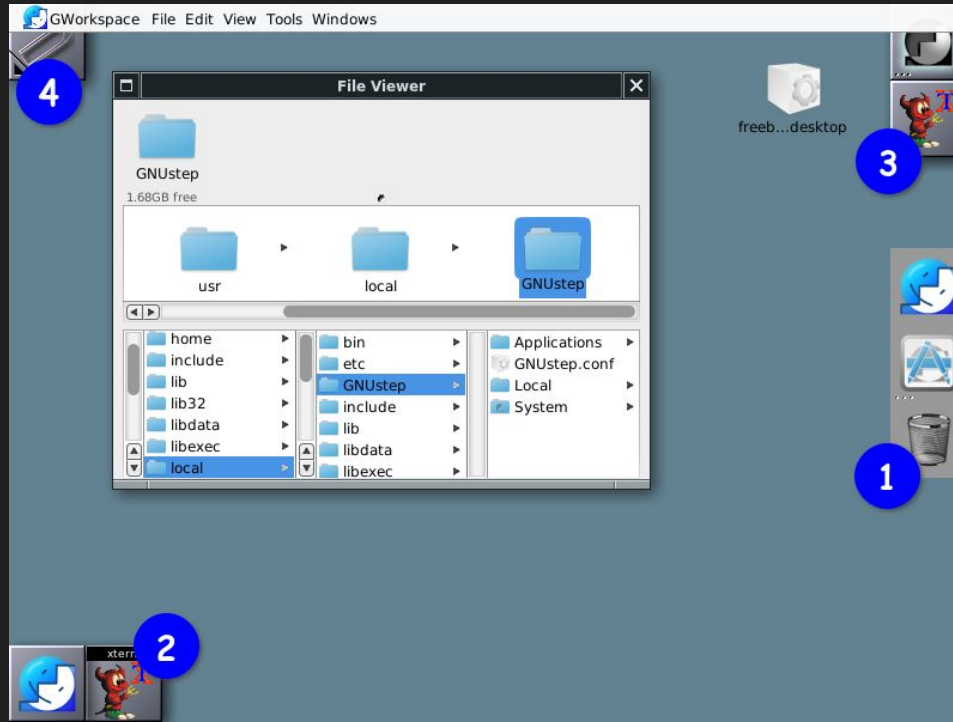 GWorkspace File Edit View Tools Windows
4
File Viewer
GNUstep
1.68GB free
usr
local
GNUstep
home
include
lib
lib32
libdata
libexec
local
bin
etc
GNUstep
include
lib
libdata
libexec
Applications
GNUstep.conf
Local
System
freeb...desktop
T
3
1
2
T